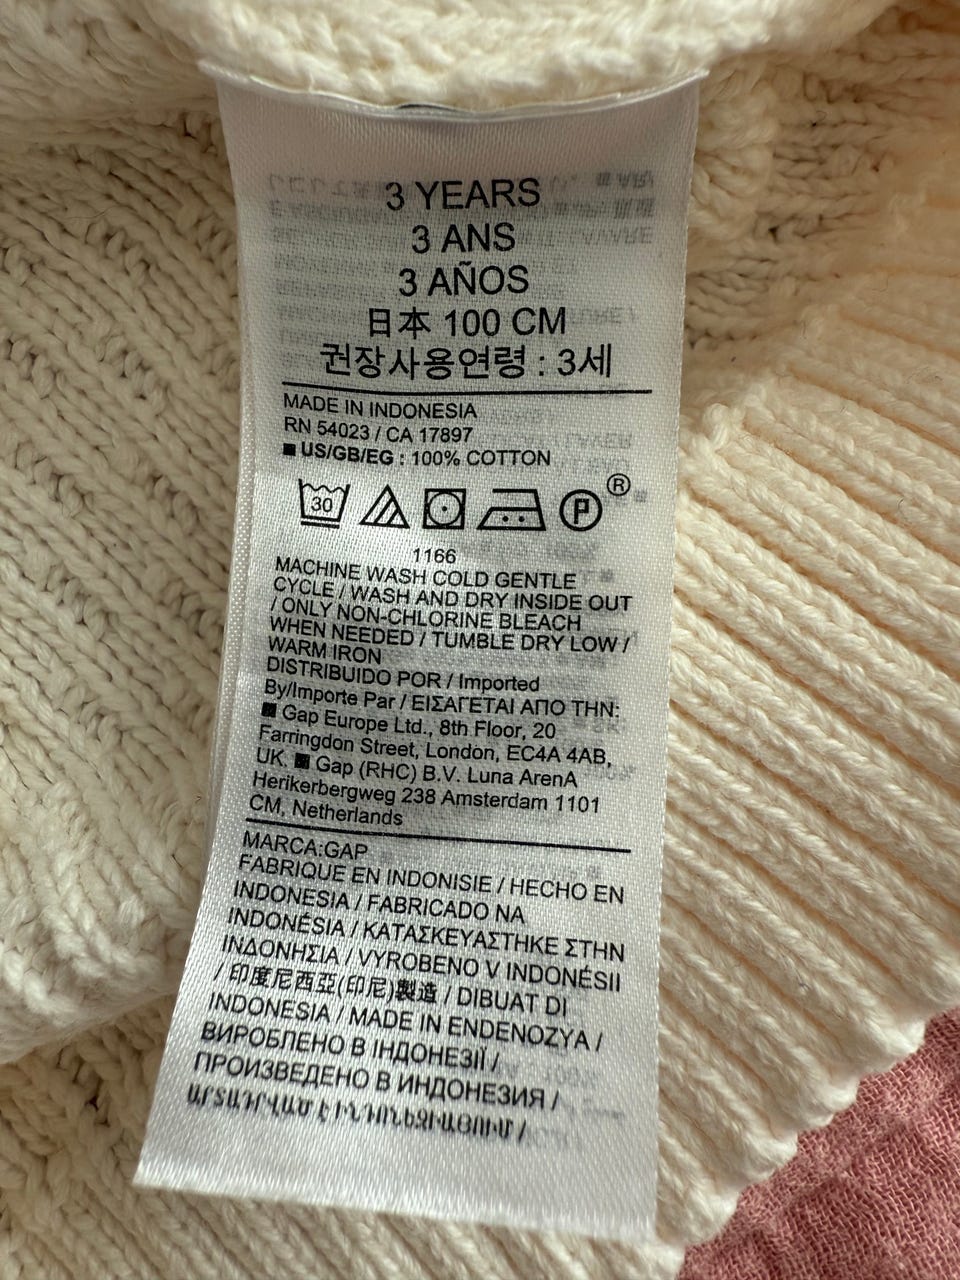 3 YEARS
3 ANS
3 AÑOS
日本 100 CM
권장사용연령 : 3세
MADE IN INDONESIA
RN 54023 / CA 17897
■ US/GB/EG : 100% COTTON
30 P ®
1166
MACHINE WASH COLD GENTLE
CYCLE / WASH AND DRY INSIDE OUT
/ ONLY NON-CHLORINE BLEACH
WHEN NEEDED / TUMBLE DRY LOW /
WARM IRON
DISTRIBUIDO POR / Imported
By/Importe Par / ΕΙΣΑΓΕΤΑΙ ΑΠΟ ΤΗΝ:
■ Gap Europe Ltd., 8th Floor, 20
Farringdon Street, London, EC4A 4AB,
UK. ■ Gap (RHC) B.V. Luna ArenA
Herikerbergweg 238 Amsterdam 1101
CM, Netherlands
MARCA:GAP
FABRIQUE EN INDONISIE / HECHO EN
INDONESIA / FABRICADO NA
INDONÉSIA / ΚΑΤΑΣΚΕΥΑΣΤΗΚΕ ΣΤΗΝ
ΙΝΔΟΝΗΣΙΑ / VYROBENO V INDONÉSII
/ 印度尼西亞(印尼)製造 / DIBUAT DI
INDONESIA / MADE IN ENDENOZYA /
ВИРОБЛЕНО В ІНДОНЕЗІЇ /
ПРОИЗВЕДЕНО В ИНДОНЕЗИЯ /
ԱՐՏԱԴՐՎԱԾ Է ԻՆԴՈՆԵԶԻԱՅՈՒՄ /